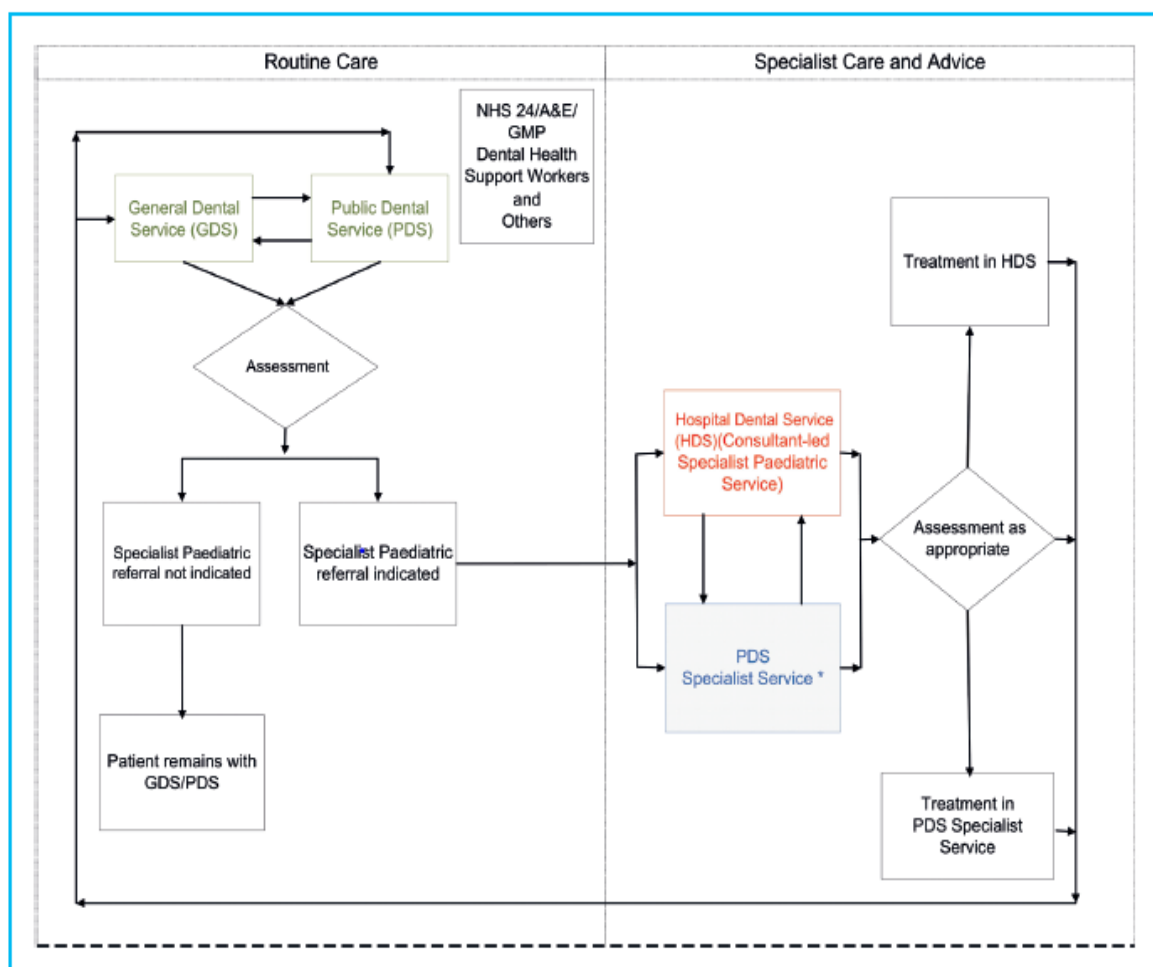 Routine Care
Specialist Care and Advice
NHS 24/A&E/
GMP
Dental Health
Support Workers
and
Others
General Dental
Service (GDS)
Public Dental
Service (PDS)
Assessment
Specialist Paediatric
referral not indicated
Specialist Paediatric
referral indicated
Patient remains with
GDS/PDS
Hospital Dental Service
(HDS)(Consultant-led
Specialist Paediatric
Service)
PDS
Specialist Service *
Assessment as
appropriate
Treatment in HDS
Treatment in
PDS Specialist
Service